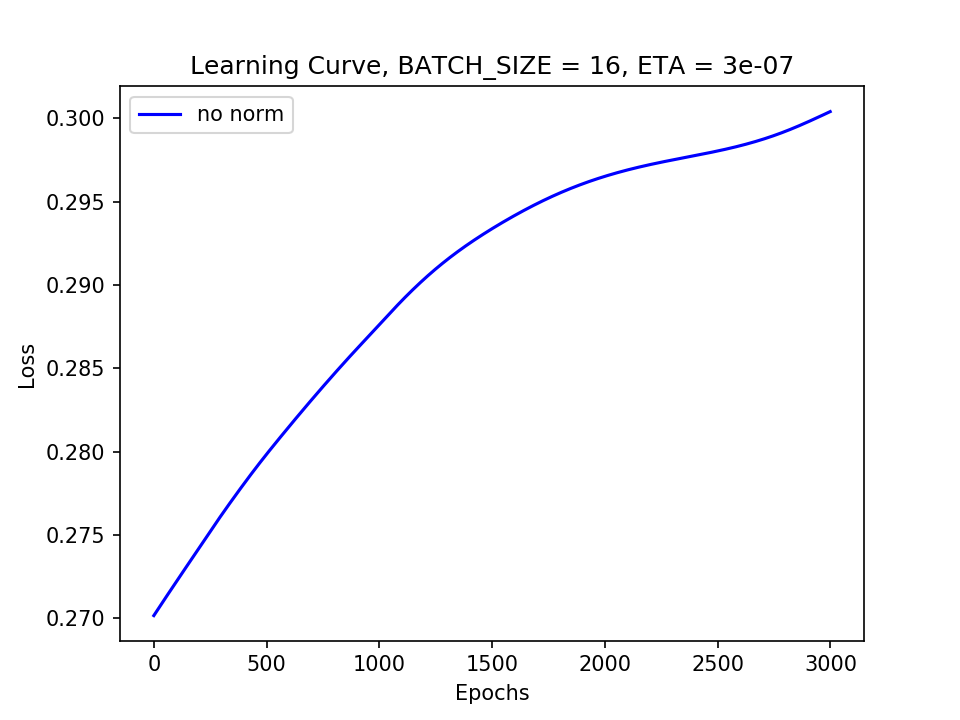 Learning Curve, BATCH_SIZE = 16, ETA = 3e-07
no norm
0.300
0.295
0.290
0.285
0.280
0.275
0.270
Loss
0 500 1000 1500 2000 2500 3000
Epochs